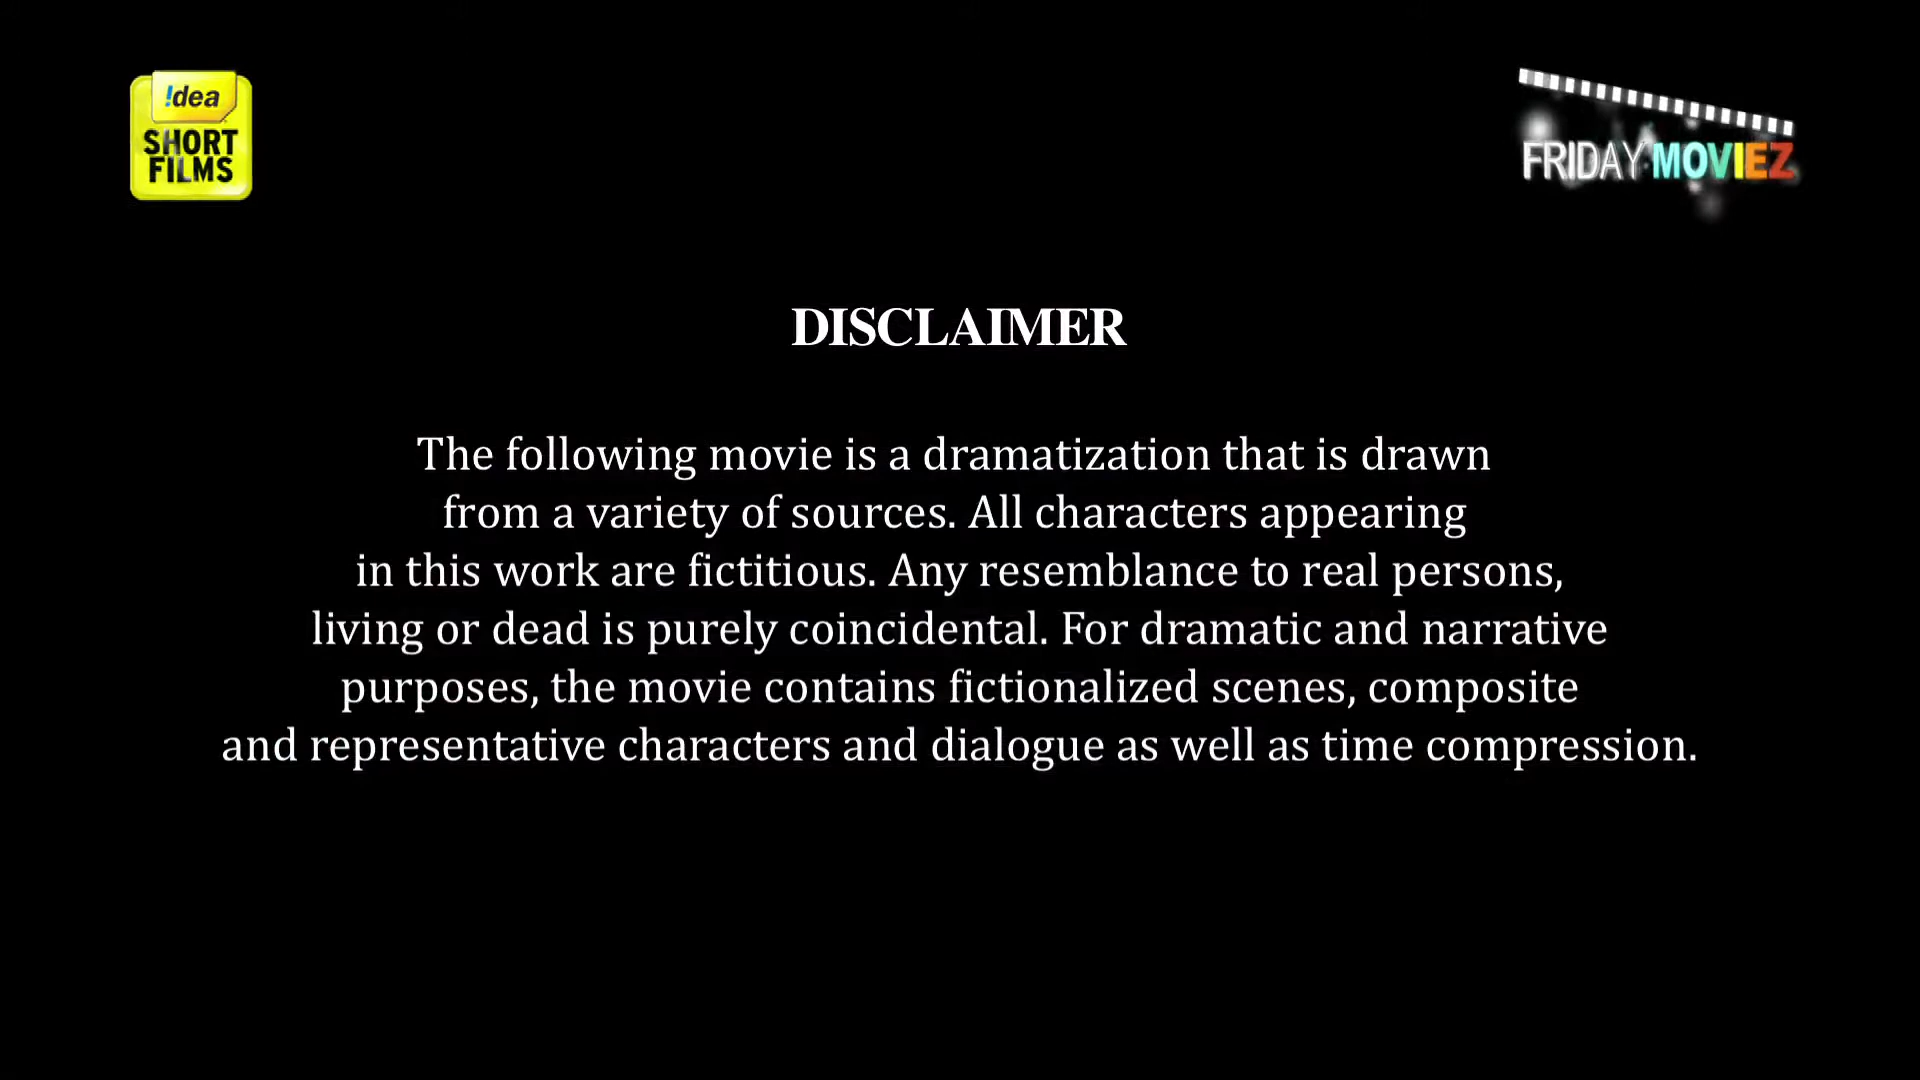 !dea
SHORT
FILMS
FRIDAY MOVIEZ
DISCLAIMER
The following movie is a dramatization that is drawn
from a variety of sources. All characters appearing
in this work are fictitious. Any resemblance to real persons,
living or dead is purely coincidental. For dramatic and narrative
purposes, the movie contains fictionalized scenes, composite
and representative characters and dialogue as well as time compression.